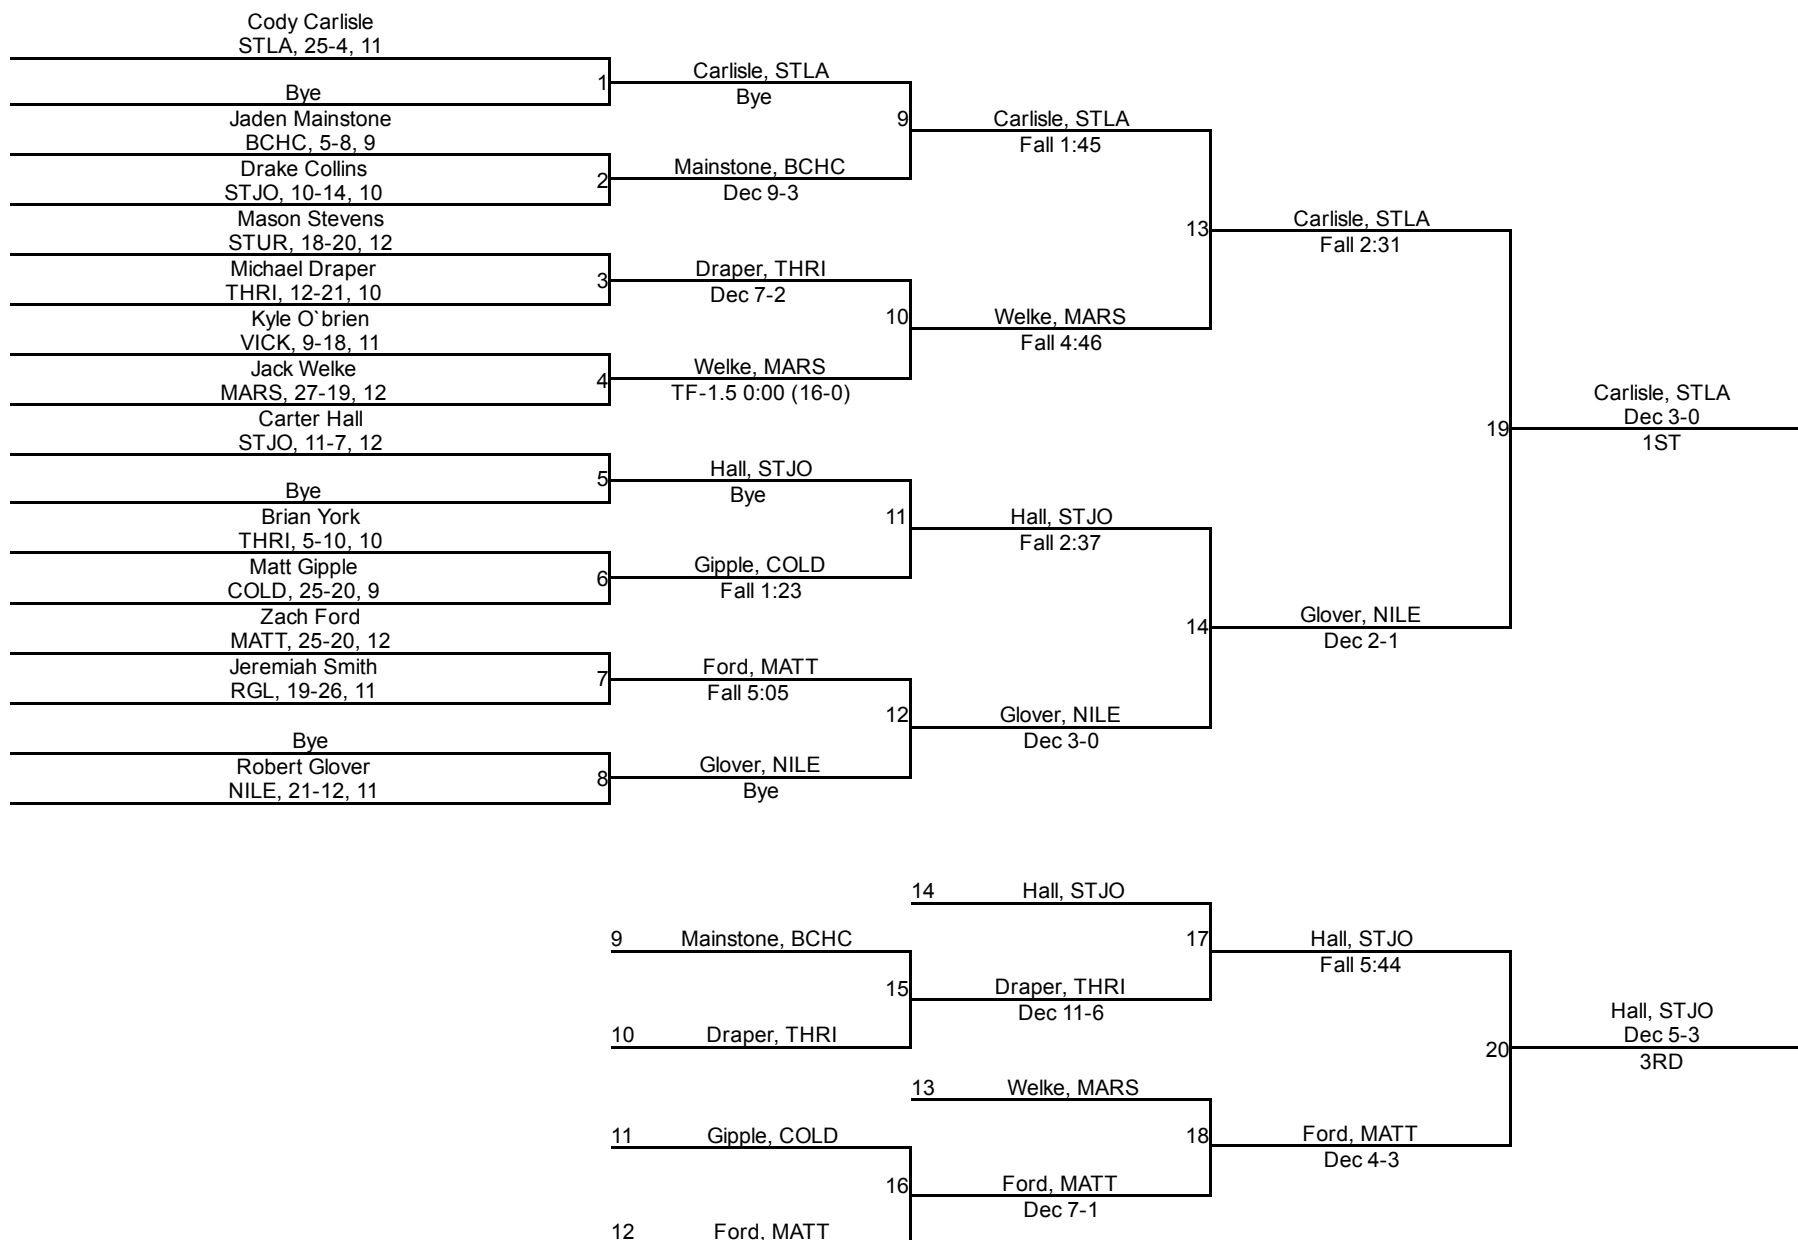 Cody Carlisle
STLA, 25-4, 11
1
Bye
Jaden Mainstone
BCHC, 5-8, 9
2
Drake Collins
STJO, 10-14, 10
Mason Stevens
STUR, 18-20, 12
3
Michael Draper
THRI, 12-21, 10
Kyle O`brien
VICK, 9-18, 11
4
Jack Welke
MARS, 27-19, 12
Carter Hall
STJO, 11-7, 12
5
Bye
Brian York
THRI, 5-10, 10
6
Matt Gipple
COLD, 25-20, 9
Zach Ford
MATT, 25-20, 12
7
Jeremiah Smith
RGL, 19-26, 11
Bye
8
Robert Glover
NILE, 21-12, 11
Carlisle, STLA
Bye
9
Mainstone, BCHC
Dec 9-3
Draper, THRI
Dec 7-2
10
Welke, MARS
TF-1.5 0:00 (16-0)
Hall, STJO
Bye
11
Gipple, COLD
Fall 1:23
Ford, MATT
Fall 5:05
12
Glover, NILE
Bye
Carlisle, STLA
Fall 1:45
13
Welke, MARS
Fall 4:46
Hall, STJO
Fall 2:37
14
Glover, NILE
Dec 3-0
Carlisle, STLA
Fall 2:31
19
Glover, NILE
Dec 2-1
Carlisle, STLA
Dec 3-0
1ST
9 Mainstone, BCHC
15
10 Draper, THRI
11 Gipple, COLD
16
12 Ford, MATT
14 Hall, STJO
17
Draper, THRI
Dec 11-6
13 Welke, MARS
18
Ford, MATT
Dec 7-1
Hall, STJO
Fall 5:44
20
Ford, MATT
Dec 4-3
Hall, STJO
Dec 5-3
3RD